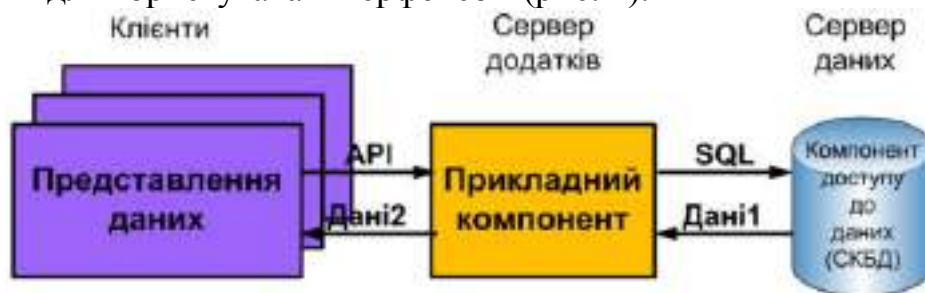 Клієнти
Сервер
додатків
Сервер
даних
Представлення
даних
API
Дані2
Прикладний
компонент
SQL
Дані1
Компонент
доступу
до
даних
(СКБД)